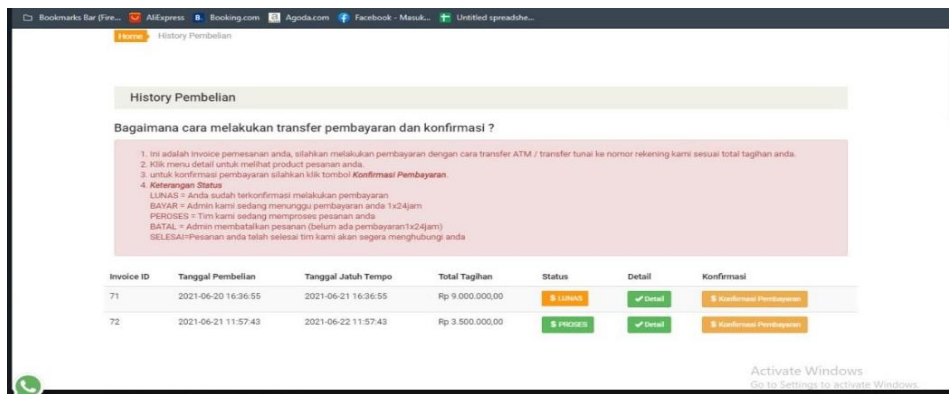 Bookmarks Bar (Fire... AliExpress B. Booking.com Agoda.com Facebook - Masuk... Untitled spreadshe...
Home History Pembelian
History Pembelian
Bagaimana cara melakukan transfer pembayaran dan konfirmasi ?
1. Ini adalah invoice pemesanan anda, silahkan melakukan pembayaran dengan cara transfer ATM / transfer tunai ke nomor rekening kami sesuai total tagihan anda.
2. Klik menu detail untuk melihat product pesanan anda.
3. untuk konfirmasi pembayaran silahkan klik tombol Konfirmasi Pembayaran.
4. Keterangan Status
LUNAS = Anda sudah terkonfirmasi melakukan pembayaran
BAYAR = Admin kami sedang menunggu pembayaran anda 1x24jam
PEROSES = Tim kami sedang memproses pesanan anda
BATAL = Admin membatalkan pesanan (belum ada pembayaran1x24jam)
SELESAI=Pesanan anda telah selesai tim kami akan segera menghubungi anda
Invoice ID Tanggal Pembelian Tanggal Jatuh Tempo Total Tagihan Status Detail Konfirmasi
71 2021-06-20 16:36:55 2021-06-21 16:36:55 Rp 9.000.000,00 $ LUNAS Detail $ Konfirmasi Pembayaran
72 2021-06-21 11:57:43 2021-06-22 11:57:43 Rp 3.500.000,00 $ PROSES Detail $ Konfirmasi Pembayaran
Activate Windows
Go to Settings to activate Windows.